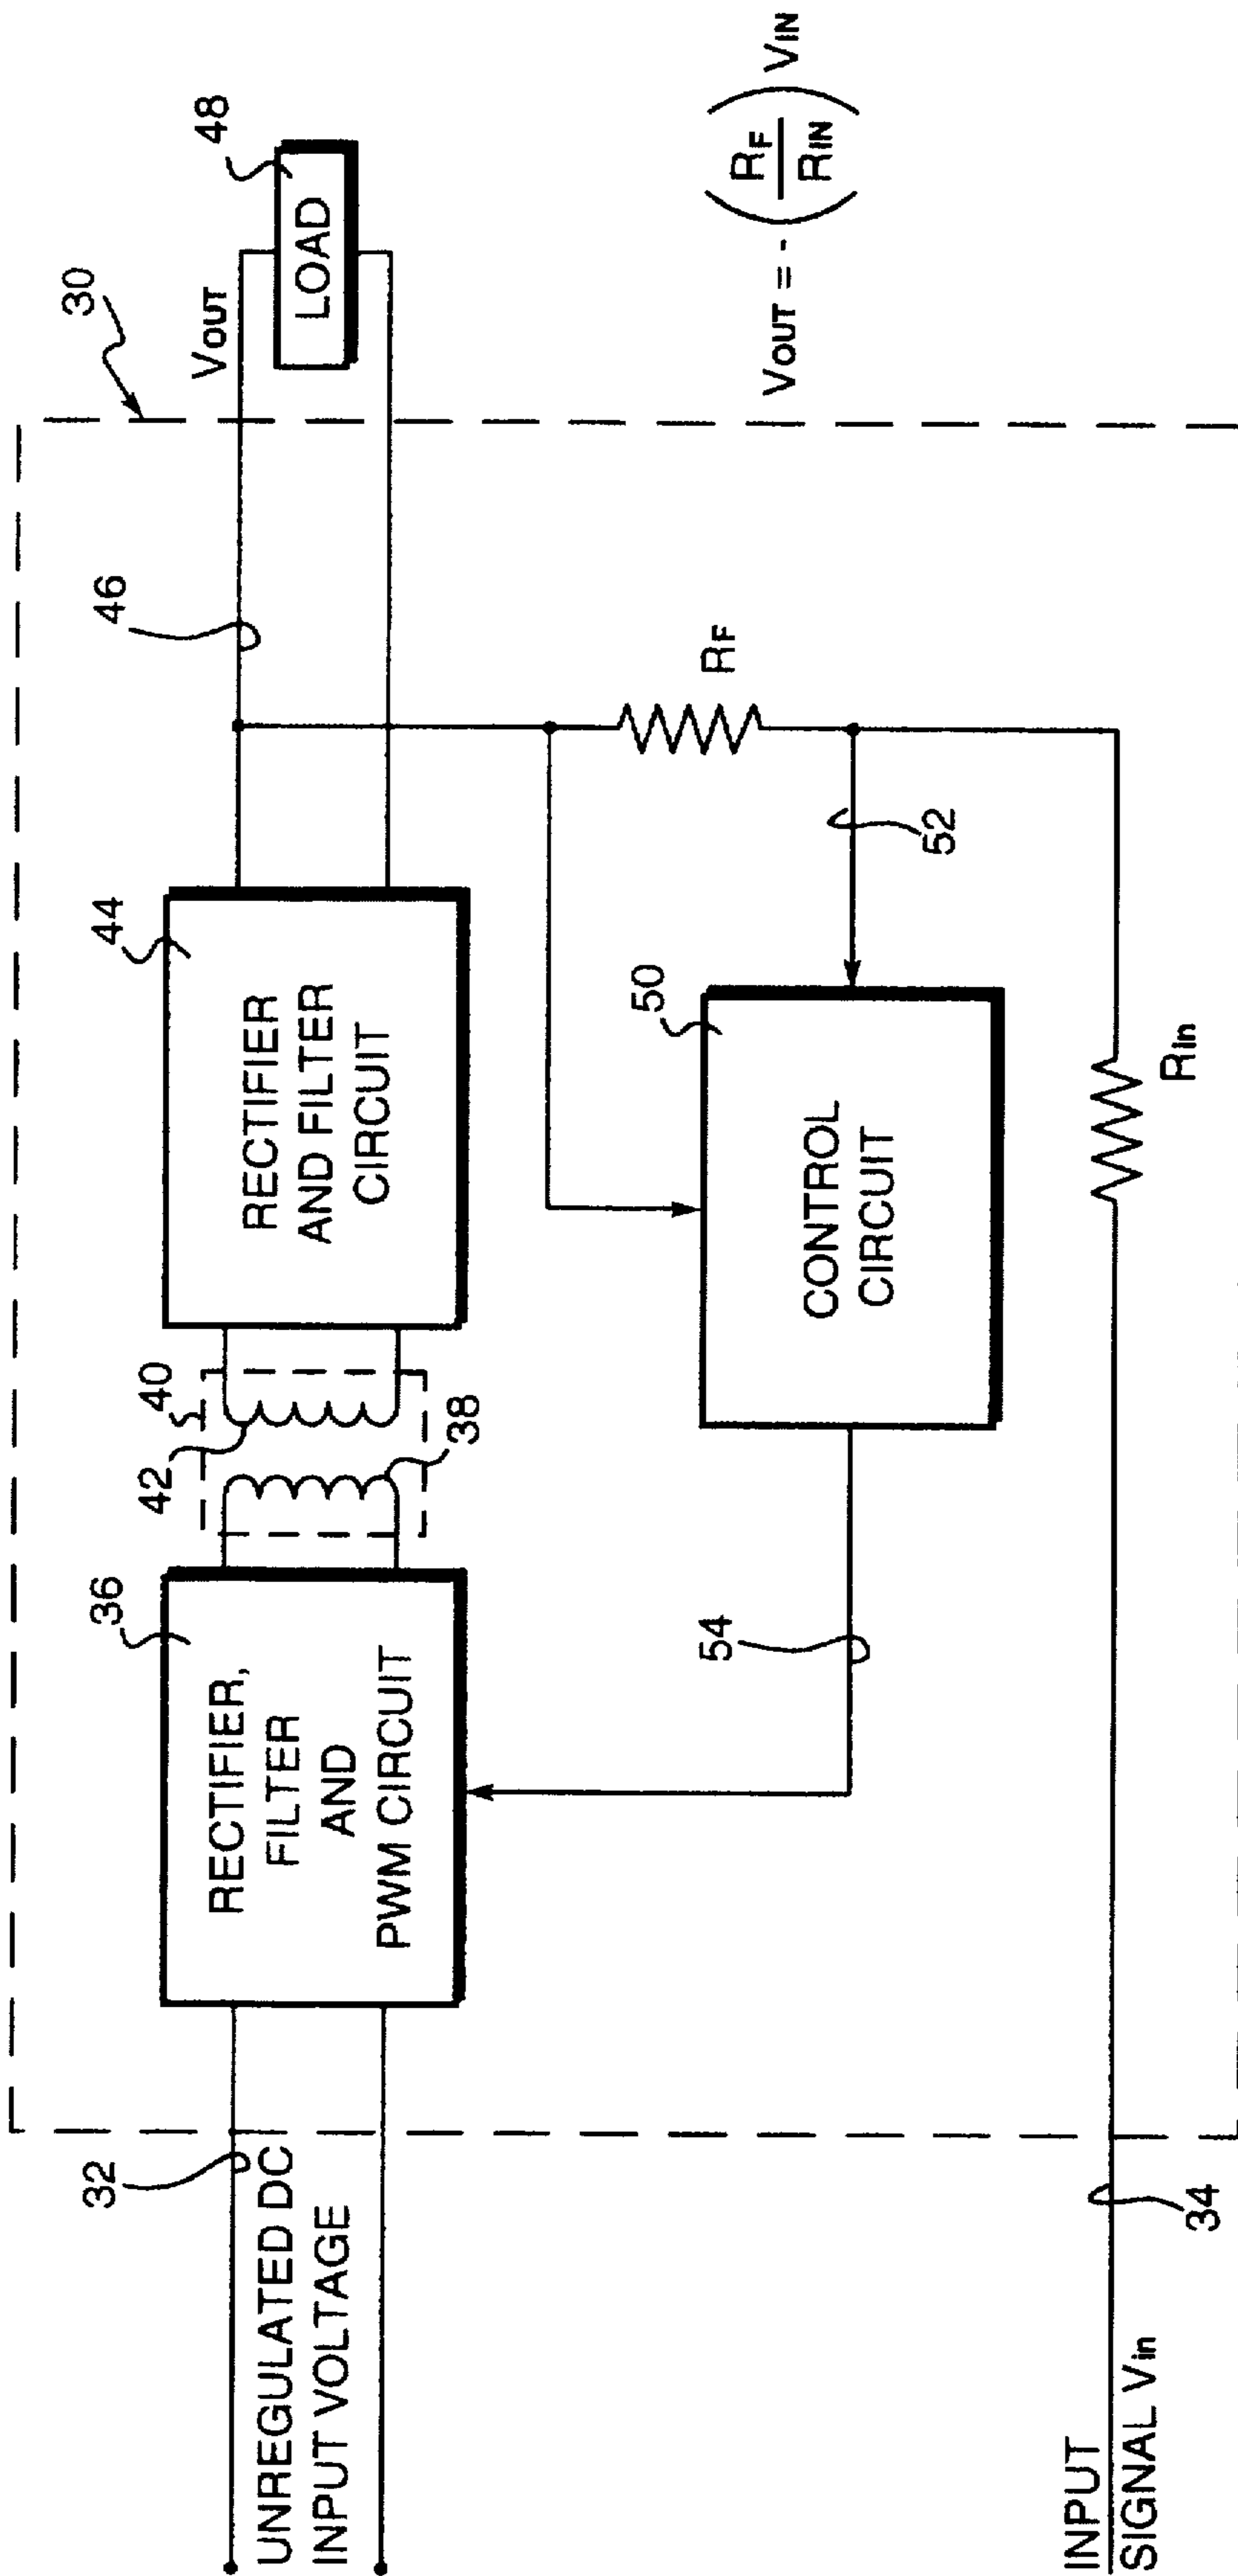 30
40
36
42
38
44
46
VOUT
48
LOAD
RECTIFIER,
FILTER
AND
PWM CIRCUIT
RECTIFIER
AND FILTER
CIRCUIT
32
UNREGULATED DC
INPUT VOLTAGE
RF
VOUT = - (RF/RIN) VIN
50
52
54
CONTROL
CIRCUIT
INPUT
SIGNAL Vin
34
Rin